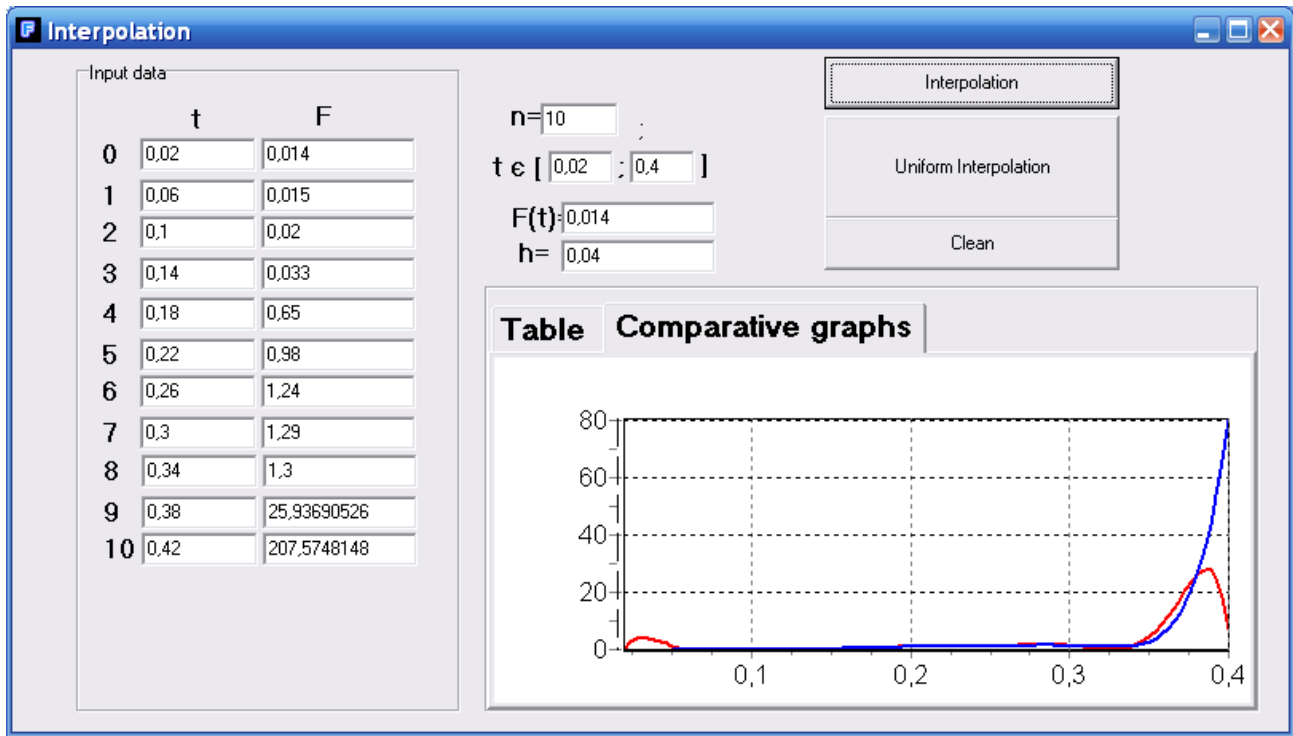 Interpolation
Input data
t F
0 0,02 0,014
1 0,06 0,015
2 0,1 0,02
3 0,14 0,033
4 0,18 0,65
5 0,22 0,98
6 0,26 1,24
7 0,3 1,29
8 0,34 1,3
9 0,38 25,93690526
10 0,42 207,5748148
n= 10 ;
t є [ 0,02 ; 0,4 ]
F(t)= 0,014
h= 0,04
Interpolation
Uniform Interpolation
Clean
Table Comparative graphs
80
60
40
20
0
0,1 0,2 0,3 0,4